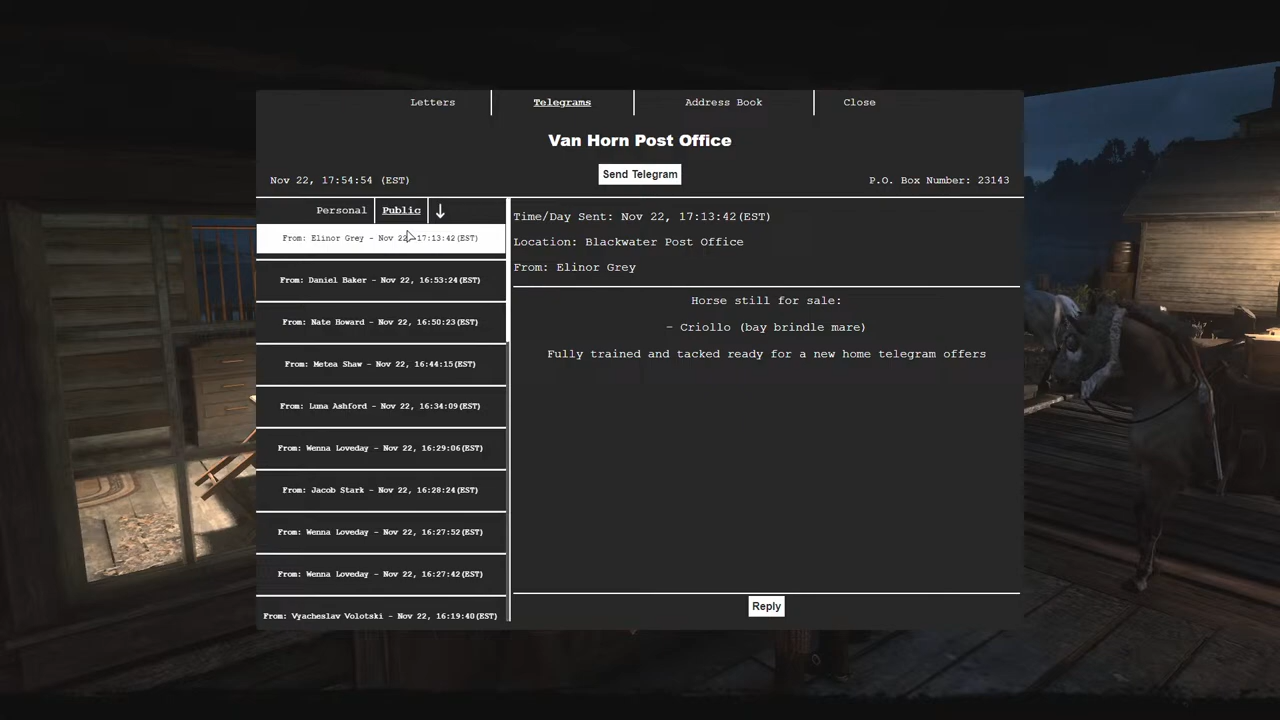 Letters
Telegrams
Address Book
Close
Van Horn Post Office
Send Telegram
Nov 22, 17:54:54 (EST)
P.O. Box Number: 23143
Personal
Public
↓
From: Elinor Grey - Nov 22, 17:13:42(EST)
From: Daniel Baker - Nov 22, 16:53:24(EST)
From: Nate Howard - Nov 22, 16:50:23(EST)
From: Metea Shaw - Nov 22, 16:44:15(EST)
From: Luna Ashford - Nov 22, 16:34:09(EST)
From: Wenna Loveday - Nov 22, 16:29:06(EST)
From: Jacob Stark - Nov 22, 16:28:24(EST)
From: Wenna Loveday - Nov 22, 16:27:52(EST)
From: Wenna Loveday - Nov 22, 16:27:42(EST)
From: Vyacheslav Volotski - Nov 22, 16:19:40(EST)
Time/Day Sent: Nov 22, 17:13:42(EST)
Location: Blackwater Post Office
From: Elinor Grey
Horse still for sale:
- Criollo (bay brindle mare)
Fully trained and tacked ready for a new home telegram offers
Reply